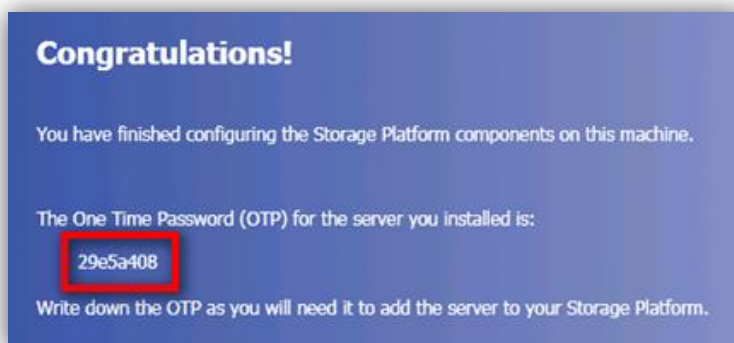 Congratulations!
You have finished configuring the Storage Platform components on this machine.
The One Time Password (OTP) for the server you installed is:
29e5a408
Write down the OTP as you will need it to add the server to your Storage Platform.